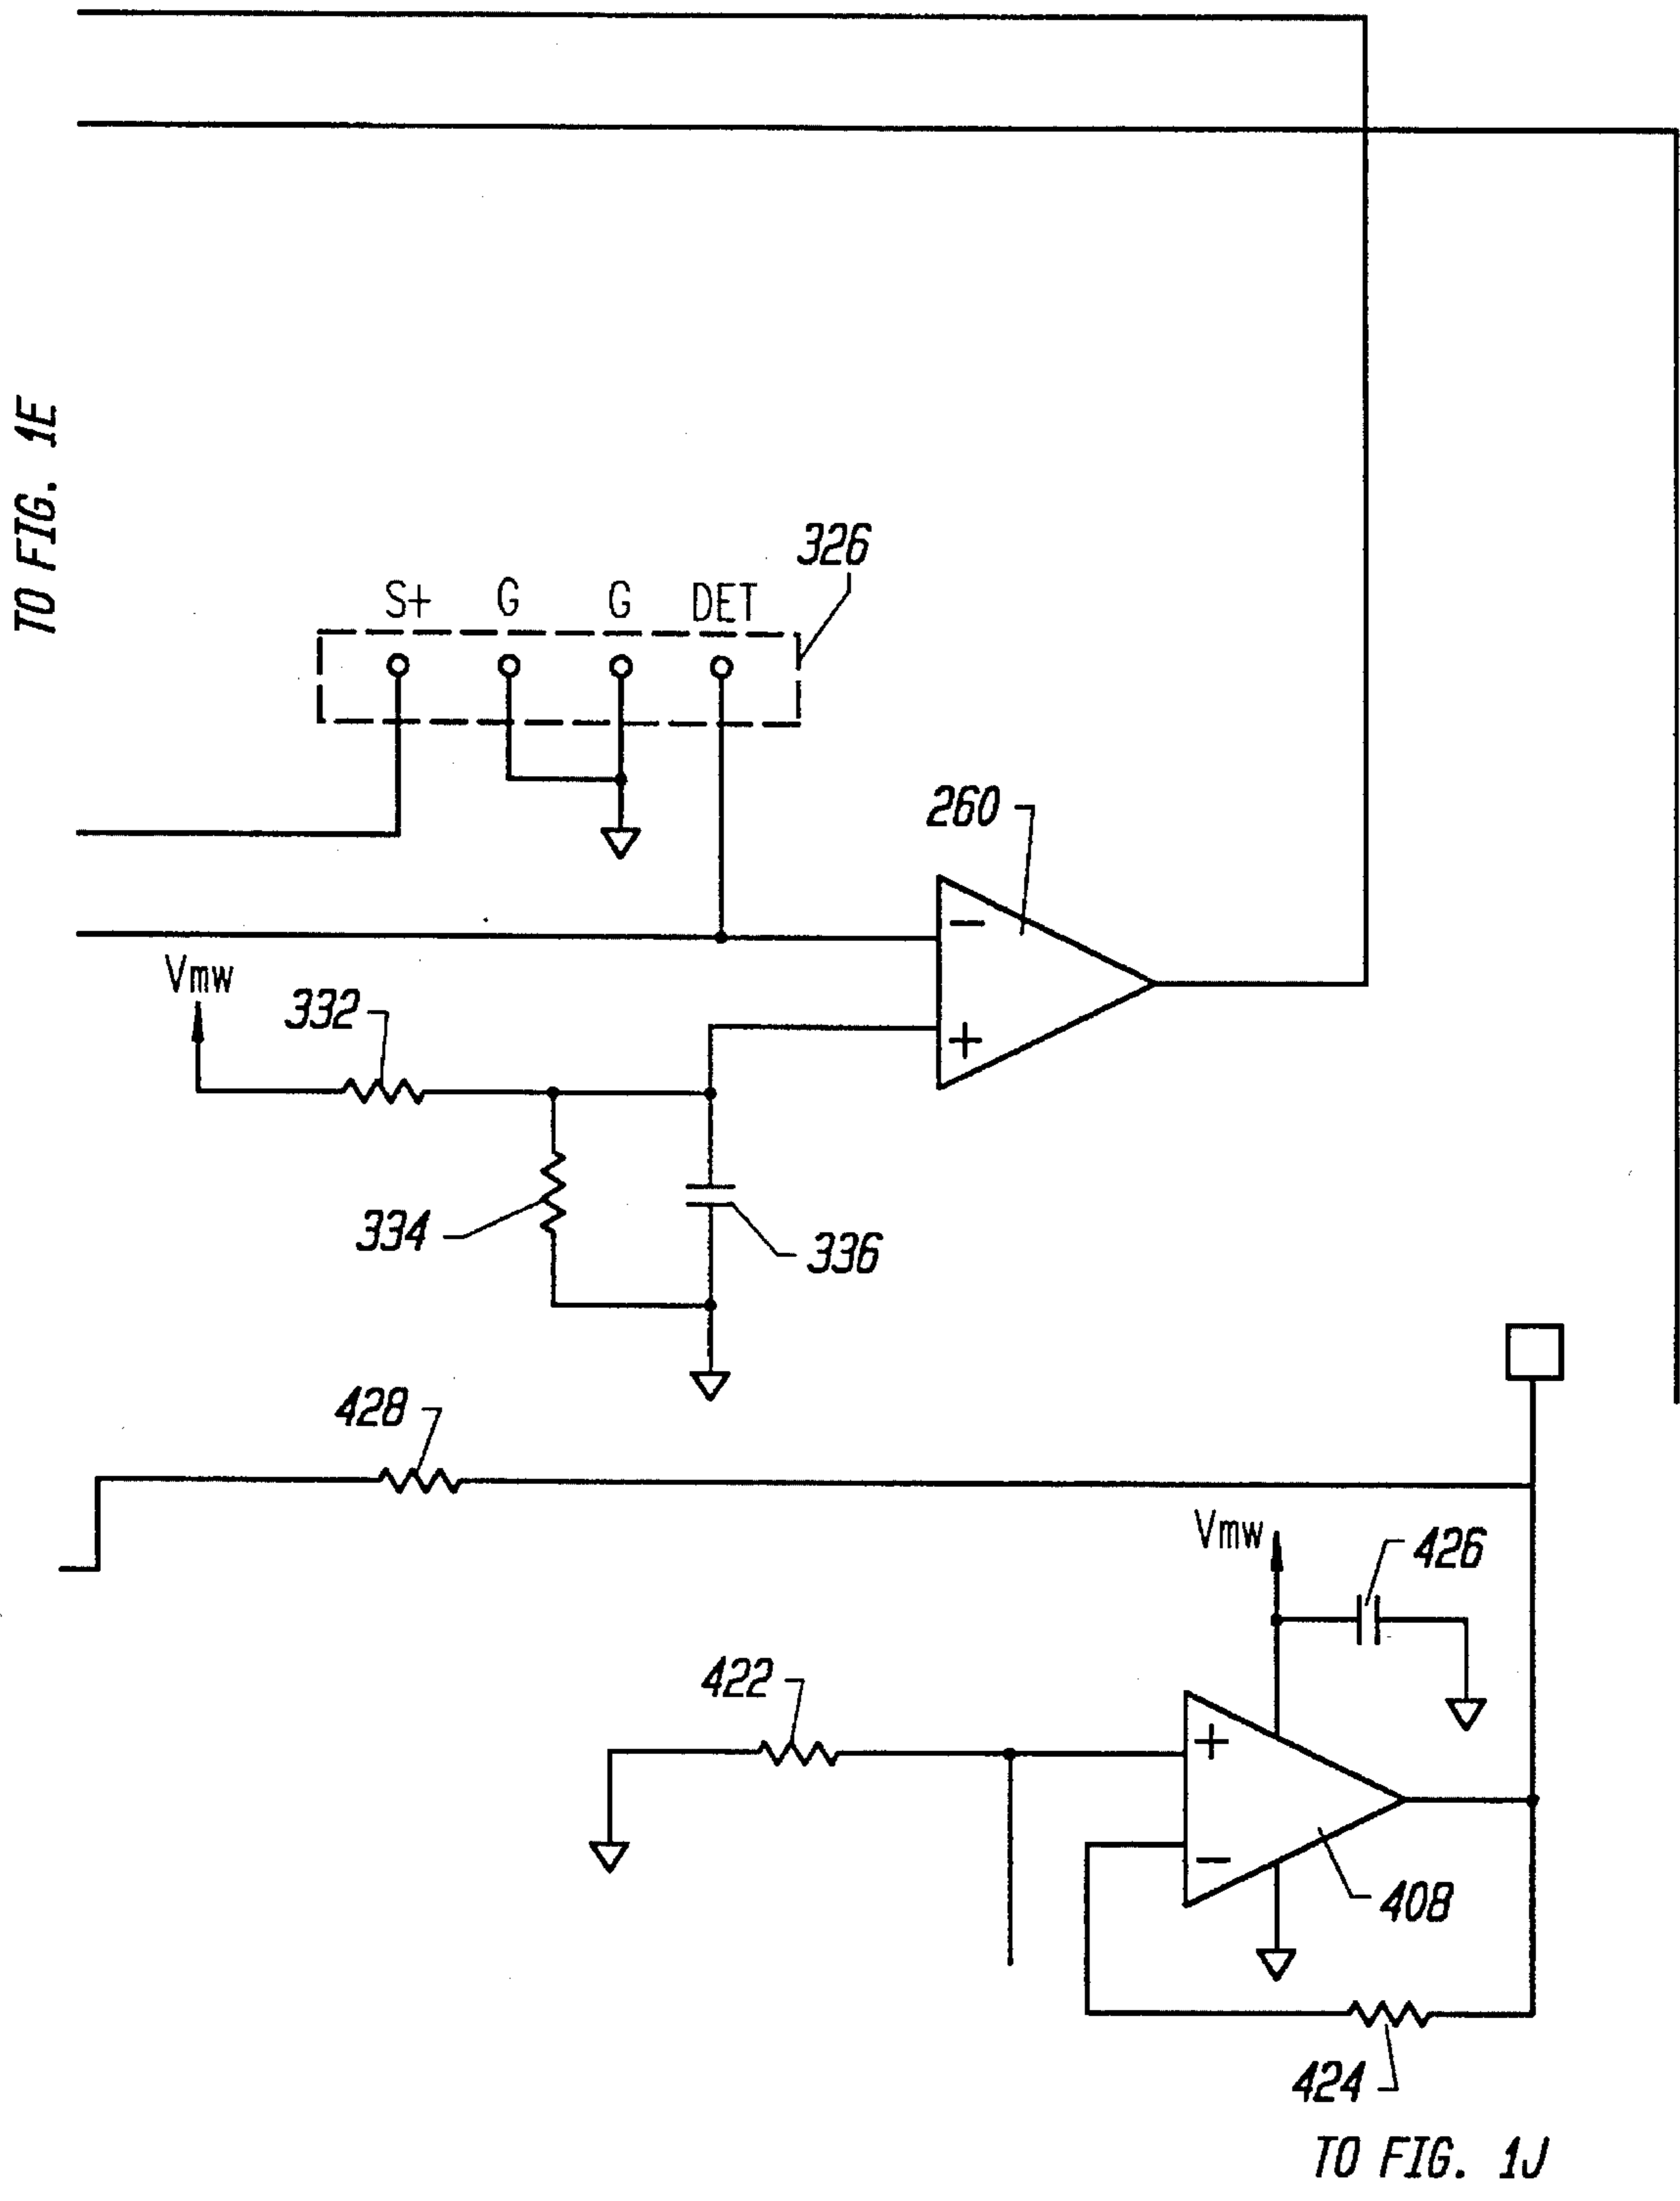 TO FIG. 1E
326
S+ G G DET
260
-
Vmw
332
+
334
336
428
Vmw
426
422
+
-
408
424
TO FIG. 1J